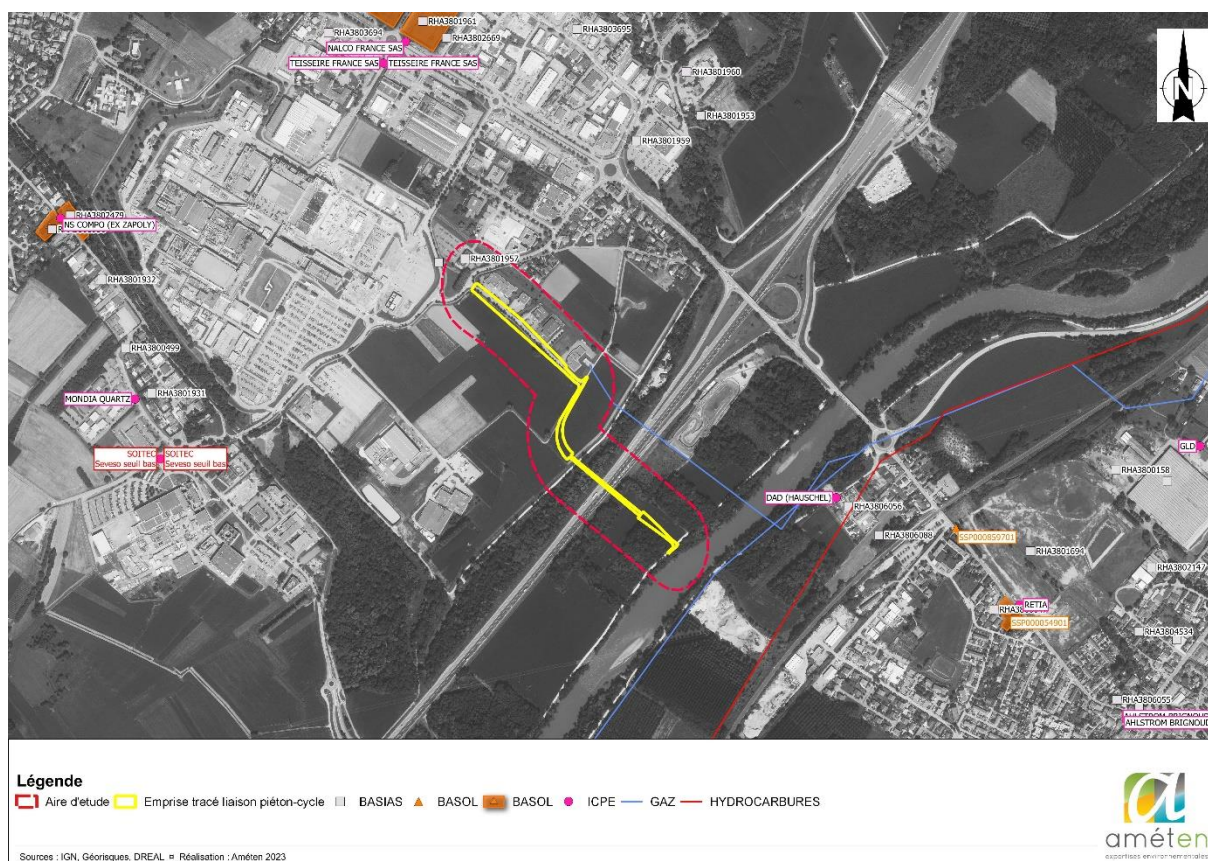 RHA3801961
RHA3803694
RHA3802669
RHA3803695
NALCO FRANCE SAS
TEISSEIRE FRANCE SAS
TEISSEIRE FRANCE SAS
RHA3801960
N
RHA3801953
RHA3801959
RHA3802479
NS COMPO (EX ZAPOLY)
RHA3801957
RHA3801932
RHA3800499
RHA3801931
MONDIA QUARTZ
SOITEC
Seveso seuil bas
SOITEC
Seveso seuil bas
GLD
RHA3800158
DAD (HAUSCHEL)
RHA3806056
RHA3806088
SSP000859701
RHA3801694
RHA3802147
RETIA
SSP000054901
RHA3804534
RHA3806055
AHLSTROM BRIGNOUD
Légende
Aire d'etude Emprise tracé liaison piéton-cycle BASIAS BASOL BASOL ICPE GAZ HYDROCARBURES
améten
expertises environnementales
Sources : IGN, Géorisques, DREAL ¤ Réalisation : Améten 2023